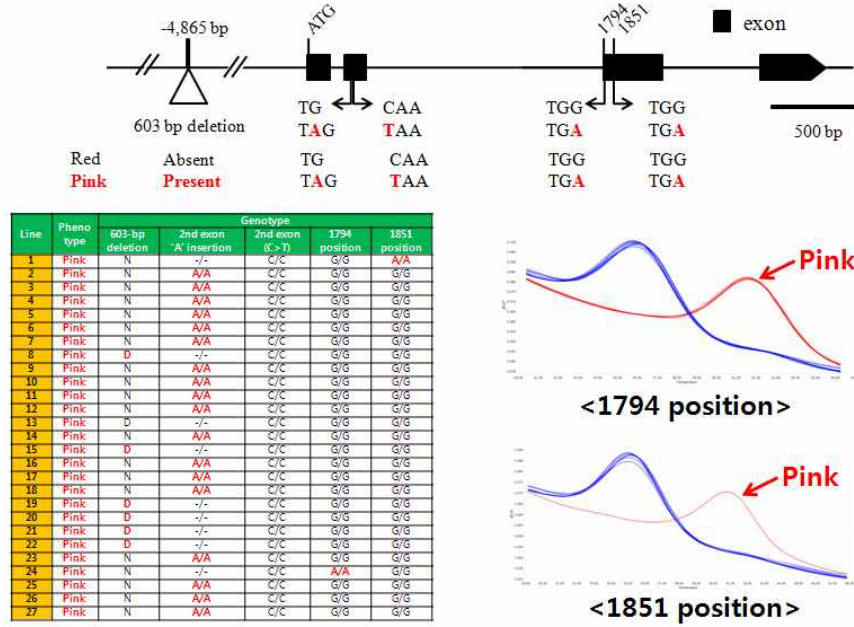 -4,865 bp
ATG
1794
1851
exon
603 bp deletion
TG CAA TGG TGG
TAG TAA TGA TGA
500 bp
Red Absent TG CAA TGG TGG
Pink Present TAG TAA TGA TGA
Line Pheno type Genotype
603-bp deletion 2nd exon 'A' insertion 2nd exon (C>T) 1794 position 1851 position
1 Pink N -/- C/C G/G A/A
2 Pink N A/A C/C G/G G/G
3 Pink N A/A C/C G/G G/G
4 Pink N A/A C/C G/G G/G
5 Pink N A/A C/C G/G G/G
6 Pink N A/A C/C G/G G/G
7 Pink N A/A C/C G/G G/G
8 Pink D -/- C/C G/G G/G
9 Pink N A/A C/C G/G G/G
10 Pink N A/A C/C G/G G/G
11 Pink N A/A C/C G/G G/G
12 Pink N A/A C/C G/G G/G
13 Pink D -/- C/C G/G G/G
14 Pink N A/A C/C G/G G/G
15 Pink D -/- C/C G/G G/G
16 Pink N A/A C/C G/G G/G
17 Pink N A/A C/C G/G G/G
18 Pink N A/A C/C G/G G/G
19 Pink D -/- C/C G/G G/G
20 Pink D -/- C/C G/G G/G
21 Pink D -/- C/C G/G G/G
22 Pink D -/- C/C G/G G/G
23 Pink N A/A C/C G/G G/G
24 Pink N -/- C/C A/A G/G
25 Pink N A/A C/C G/G G/G
26 Pink N A/A C/C G/G G/G
27 Pink N A/A C/C G/G G/G
Pink
<1794 position>
Pink
<1851 position>